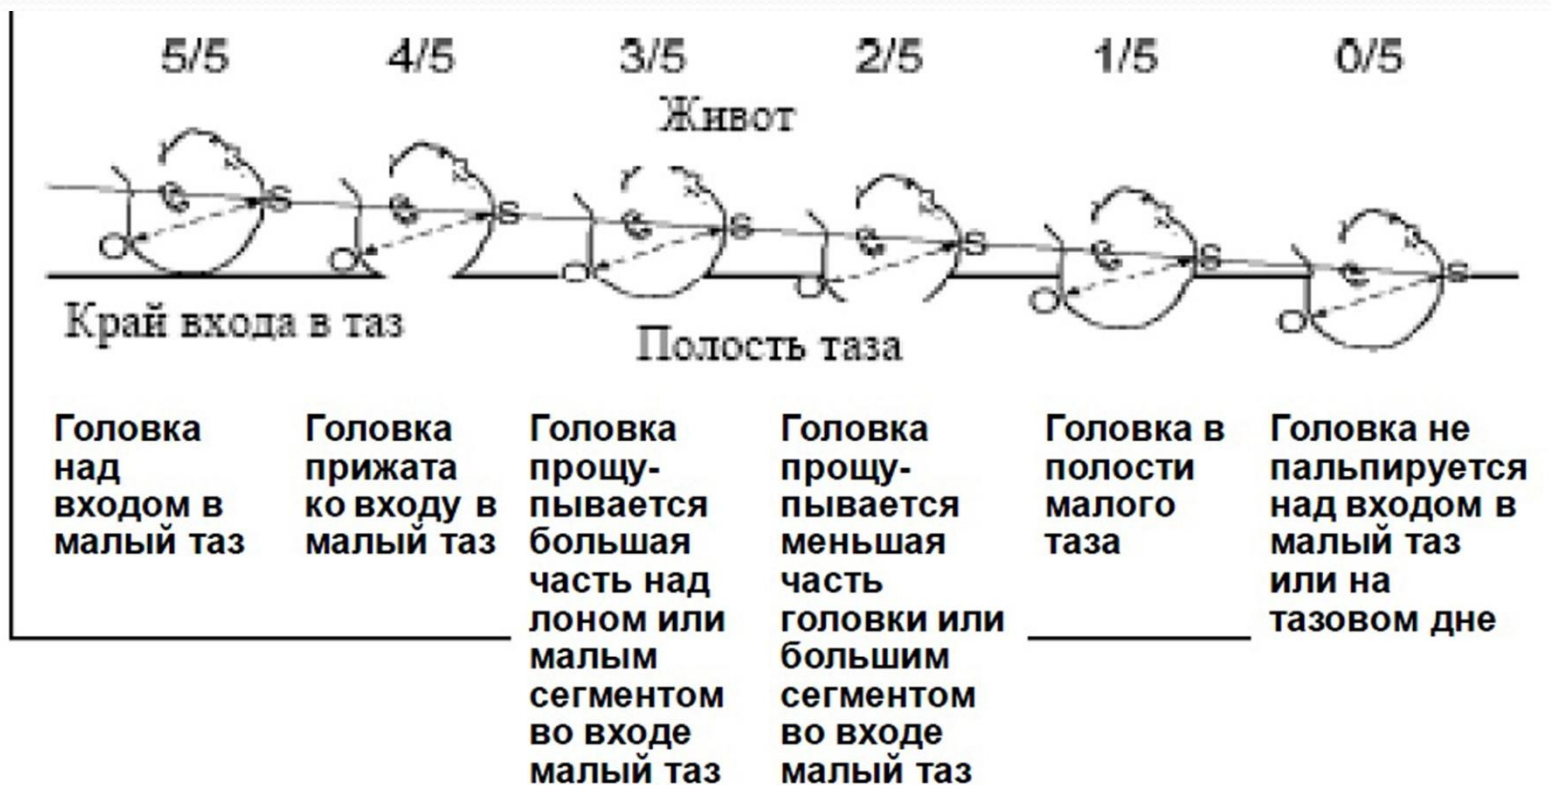 5/5 4/5 3/5 2/5 1/5 0/5
Живот
S S S S S S
O O O O O O
Край входа в таз
Полость таза
Головка
над
входом в
малый таз
Головка
прижата
ко входу в
малый таз
Головка
прощу-
пывается
большая
часть над
лоном или
малым
сегментом
во входе
малый таз
Головка
прощу-
пывается
меньшая
часть
головки или
большим
сегментом
во входе
малый таз
Головка в
полости
малого
таза
Головка не
пальпируется
над входом в
малый таз
или на
тазовом дне